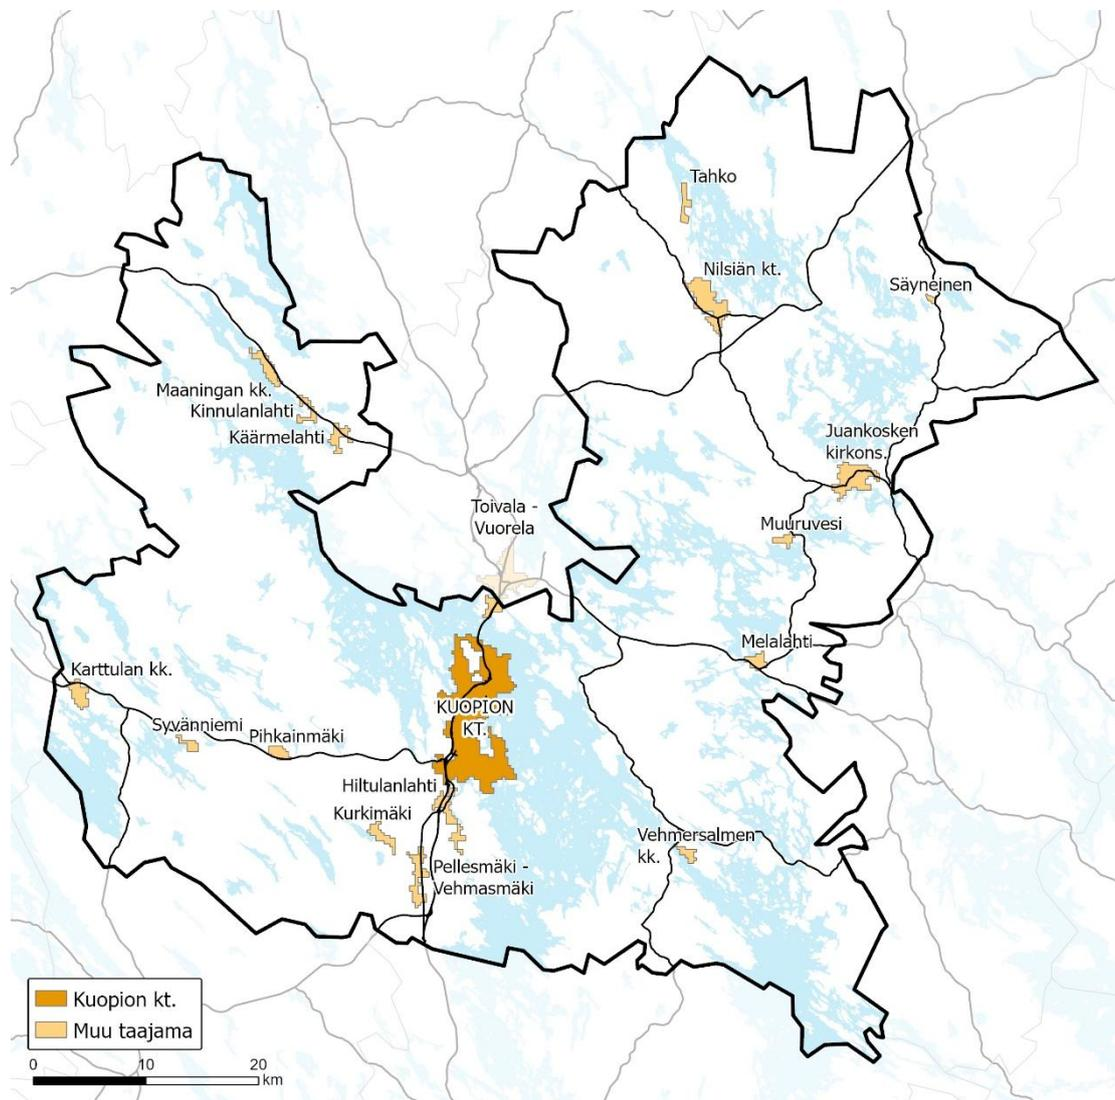 Tahko
Nilsiän kt.
Säyneinen
Maaningan kk.
Kinnulanlahti
Käärmelahti
Juankosken
kirkons.
Toivala -
Vuorela
Muuruvesi
Melalahti
Karttulan kk.
Syvänniemi
Pihkainmäki
KUOPION
KT.
Hiltulanlahti
Kurkimäki
Vehmersalmen
kk.
Pellesmäki -
Vehmasmäki
Kuopion kt.
Muu taajama
0 10 20
km